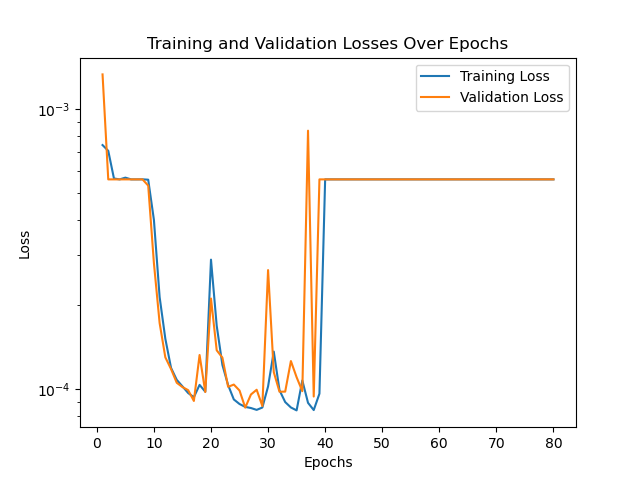 Training and Validation Losses Over Epochs
Training Loss
Validation Loss
10⁻³
10⁻⁴
Loss
0 10 20 30 40 50 60 70 80
Epochs